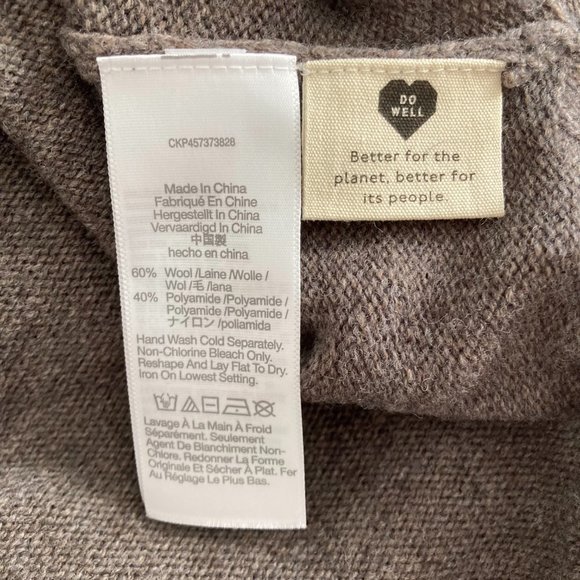 CKP457373828
Made In China
Fabriqué En Chine
Hergestellt In China
Vervaardigd In China
中国製
hecho en china
60% Wool /Laine /Wolle /
Wol /毛 /lana
40% Polyamide /Polyamide /
Polyamide /Polyamide /
ナイロン /poliamida
Hand Wash Cold Separately.
Non-Chlorine Bleach Only.
Reshape And Lay Flat To Dry.
Iron On Lowest Setting.
Lavage À La Main À Froid
Séparément. Seulement
Agent De Blanchiment Non-
Chlore. Redonner La Forme
Originale Et Sécher À Plat. Fer
Au Réglage Le Plus Bas.
DO
WELL
Better for the
planet, better for
its people.